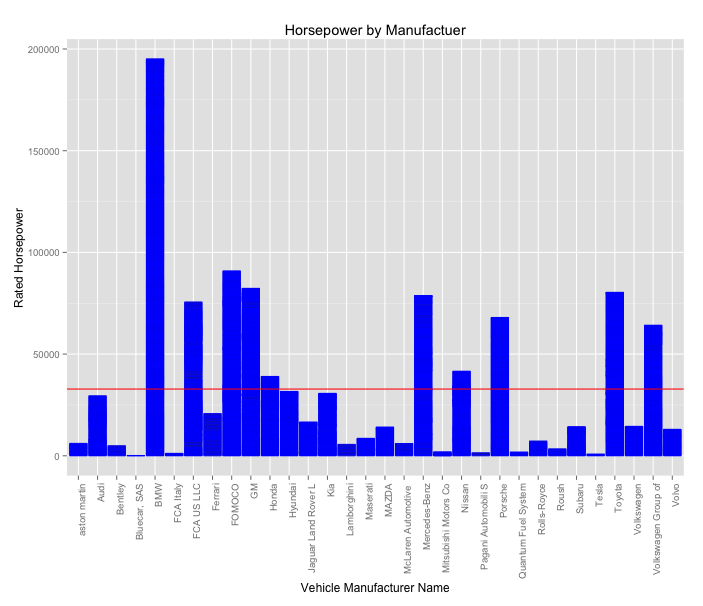 Horsepower by Manufactuer
200000
150000
100000
50000
0
Rated Horsepower
aston martin
Audi
Bentley
Bluecar, SAS
BMW
FCA Italy
FCA US LLC
Ferrari
FOMOCO
GM
Honda
Hyundai
Jaguar Land Rover L
Kia
Lamborghini
Maserati
MAZDA
McLaren Automotive
Mercedes-Benz
Mitsubishi Motors Co
Nissan
Pagani Automobili S
Porsche
Quantum Fuel System
Rolls-Royce
Roush
Subaru
Tesla
Toyota
Volkswagen
Volkswagen Group of
Volvo
Vehicle Manufacturer Name